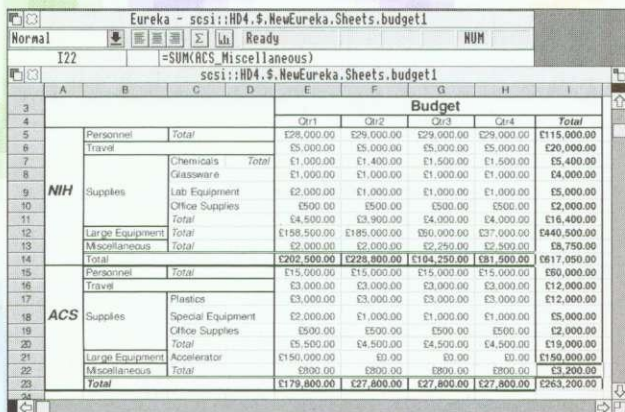 Eureka - scsi::HD4.$.NewEureka.Sheets.budget1
Normal Σ Ready NUM
I22 =SUM(ACS_Miscellaneous)
scsi::HD4.$.NewEureka.Sheets.budget1
A B C D E F G H I
3 Budget
4 Qtr1 Qtr2 Qtr3 Qtr4 Total
5 Personnel Total £28,000.00 £29,000.00 £29,000.00 £29,000.00 £115,000.00
6 Travel £5,000.00 £5,000.00 £5,000.00 £5,000.00 £20,000.00
7 Chemicals Total £1,000.00 £1,400.00 £1,500.00 £1,500.00 £5,400.00
8 Glassware £1,000.00 £1,000.00 £1,000.00 £1,000.00 £4,000.00
9 NIH Supplies Lab Equipment £2,000.00 £1,000.00 £1,000.00 £1,000.00 £5,000.00
10 Office Supplies £500.00 £500.00 £500.00 £500.00 £2,000.00
11 Total £4,500.00 £3,900.00 £4,000.00 £4,000.00 £16,400.00
12 Large Equipment Total £158,500.00 £185,000.00 £60,000.00 £37,000.00 £440,500.00
13 Miscellaneous Total £2,000.00 £2,000.00 £2,250.00 £2,500.00 £8,750.00
14 Total £202,500.00 £228,800.00 £104,250.00 £81,500.00 £617,050.00
15 Personnel Total £15,000.00 £15,000.00 £15,000.00 £15,000.00 £60,000.00
16 Travel £3,000.00 £3,000.00 £3,000.00 £3,000.00 £12,000.00
17 Plastics £3,000.00 £3,000.00 £3,000.00 £3,000.00 £12,000.00
18 ACS Supplies Special Equipment £2,000.00 £1,000.00 £1,000.00 £1,000.00 £5,000.00
19 Office Supplies £500.00 £500.00 £500.00 £500.00 £2,000.00
20 Total £5,500.00 £4,500.00 £4,500.00 £4,500.00 £19,000.00
21 Large Equipment Accelerator £150,000.00 £0.00 £0.00 £0.00 £150,000.00
22 Miscellaneous Total £800.00 £800.00 £800.00 £800.00 £3,200.00
23 Total £179,800.00 £27,800.00 £27,800.00 £27,800.00 £263,200.00
24